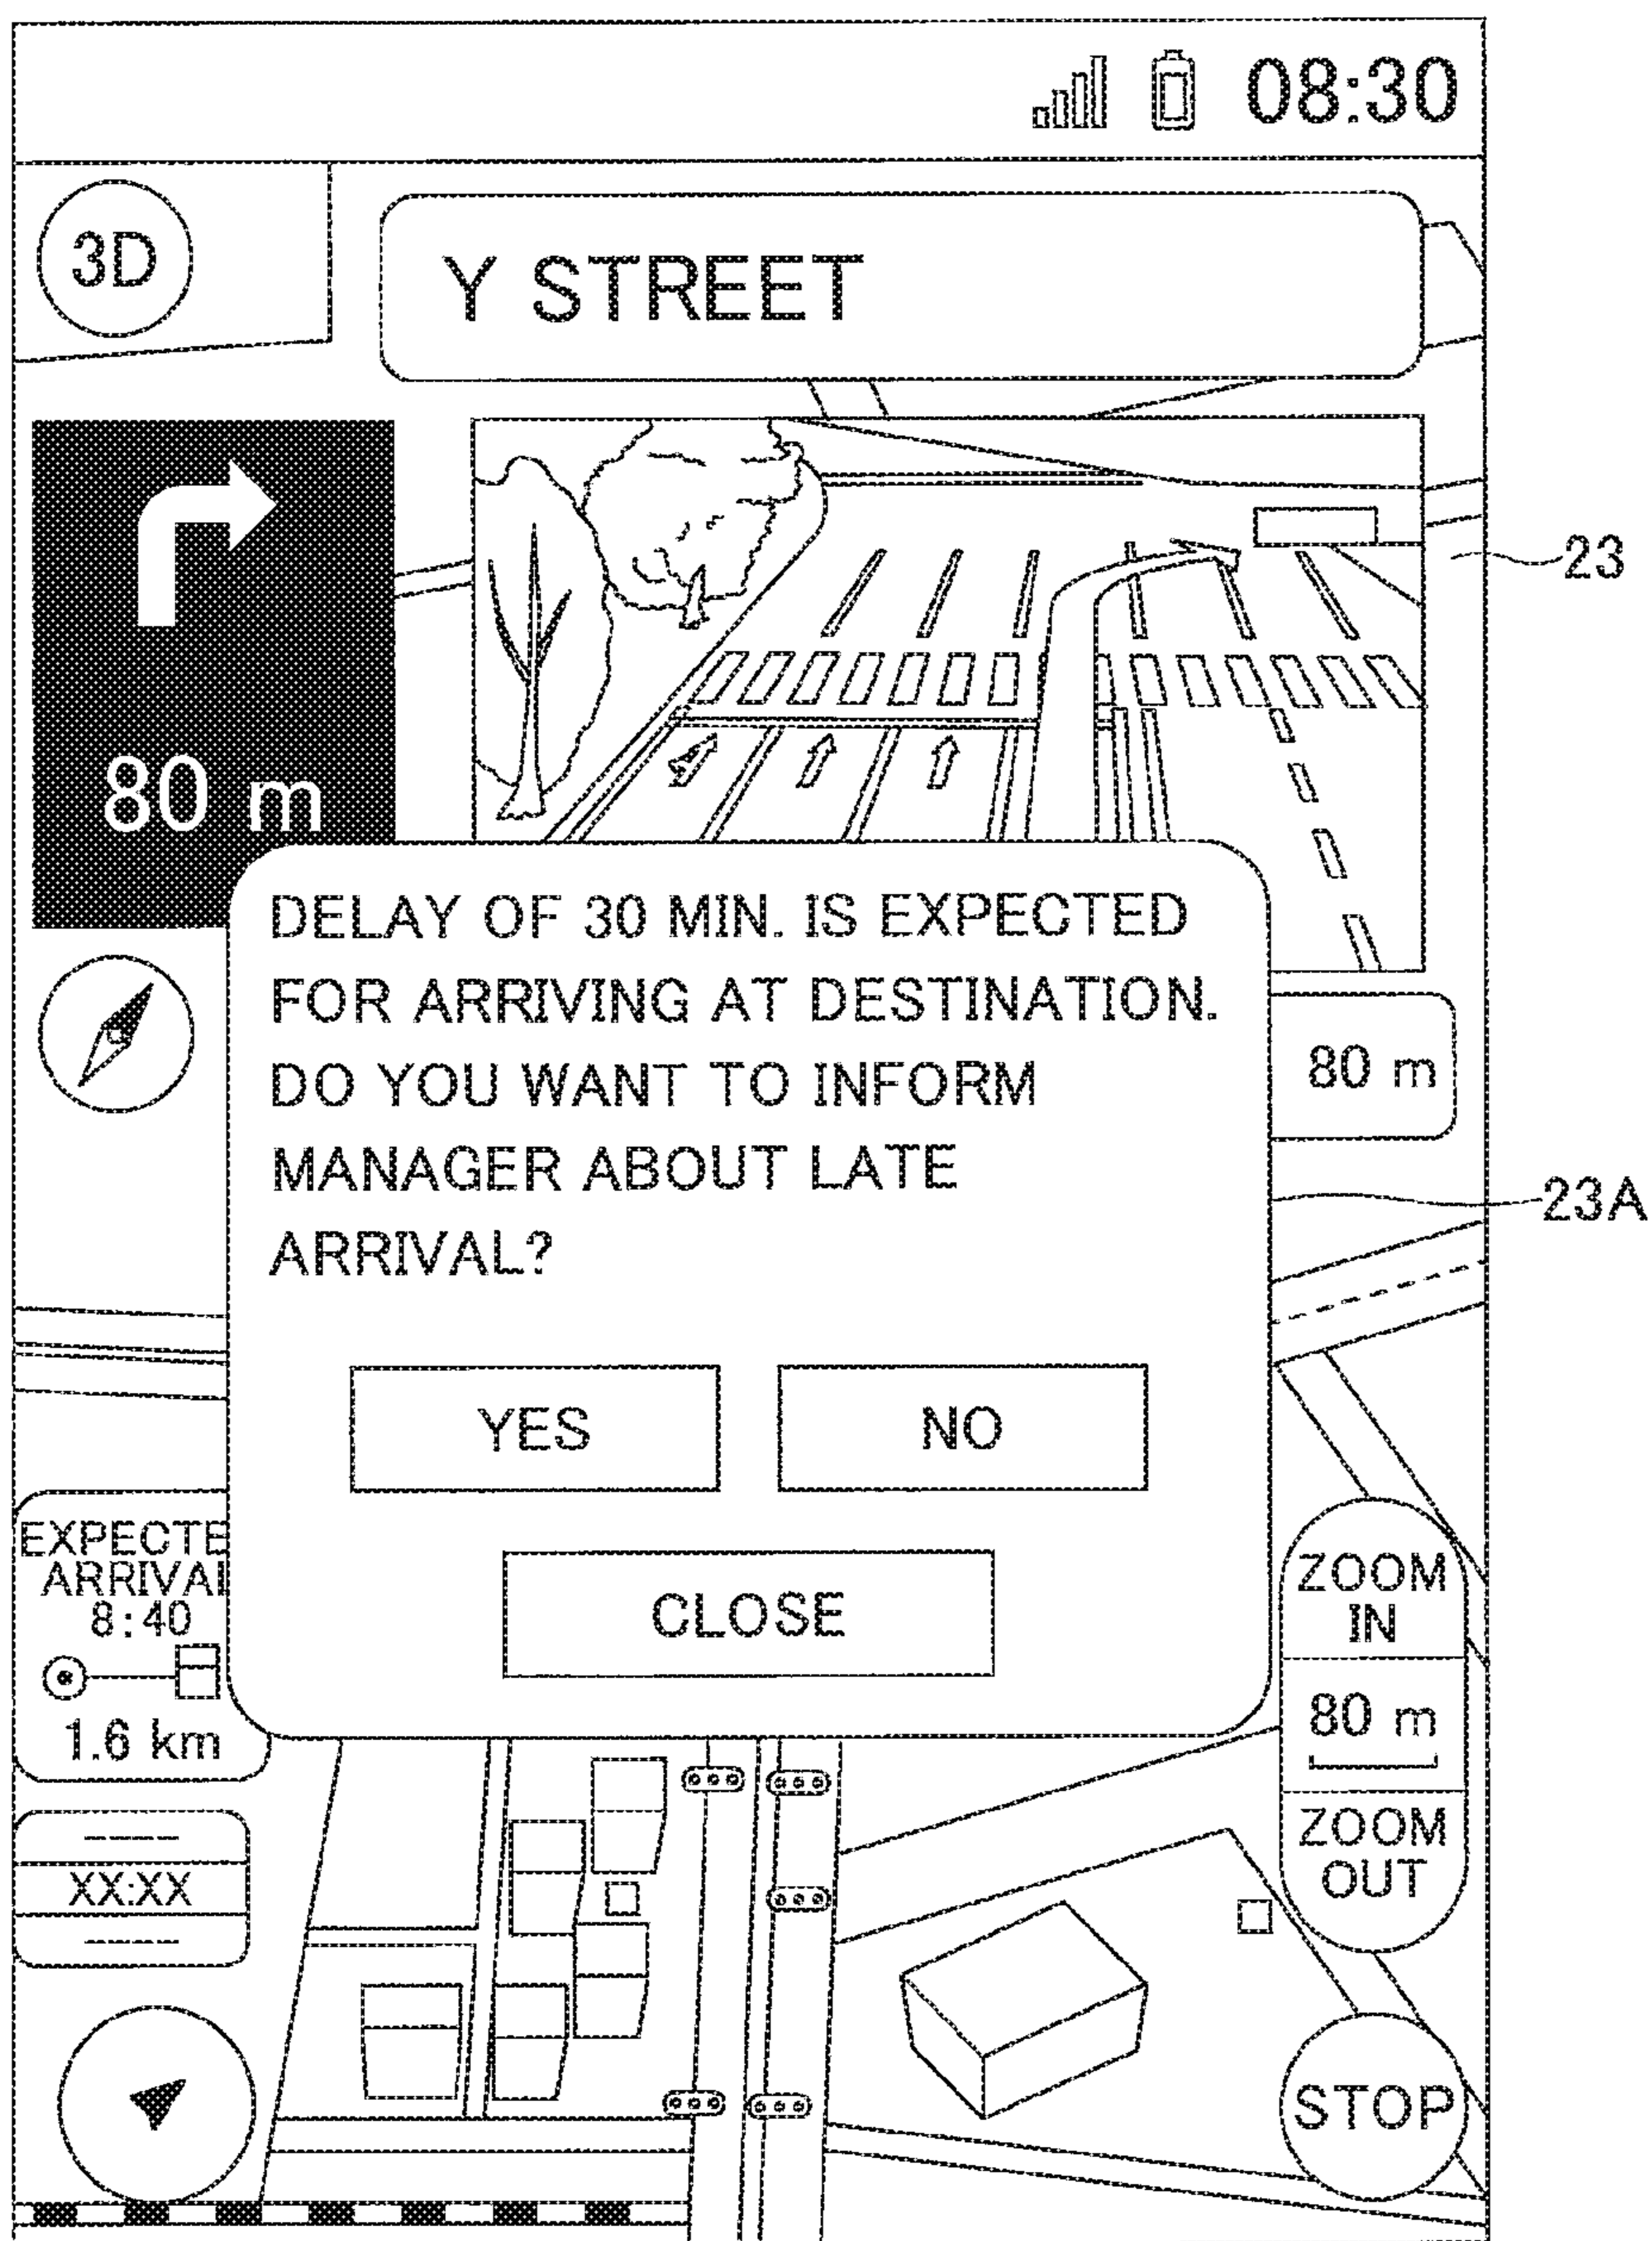 08:30
3D
Y STREET
80 m
23
DELAY OF 30 MIN. IS EXPECTED
FOR ARRIVING AT DESTINATION.
DO YOU WANT TO INFORM
MANAGER ABOUT LATE
ARRIVAL?
80 m
23A
YES
NO
CLOSE
EXPECTE
ARRIVAL
8:40
1.6 km
ZOOM
IN
80 m
ZOOM
OUT
XX:XX
STOP